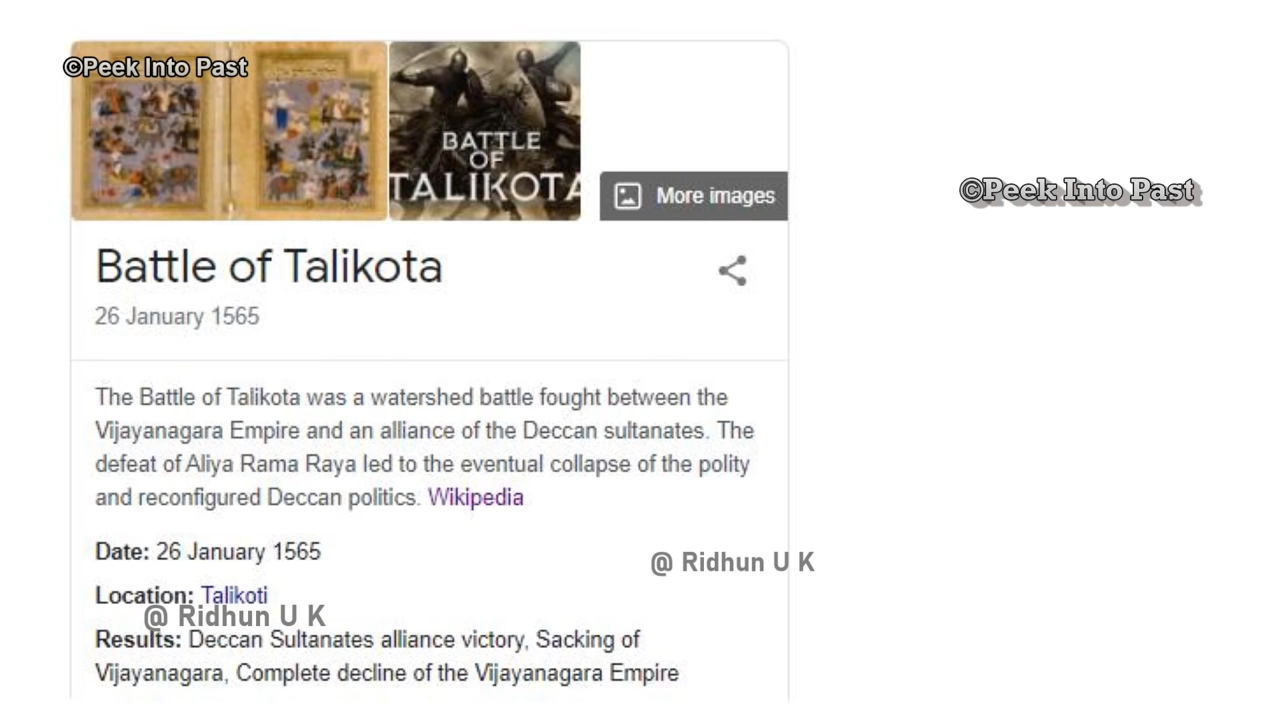 ©Peek Into Past
BATTLE
OF
TALIKOTA
More images
©Peek Into Past
Battle of Talikota
26 January 1565
The Battle of Talikota was a watershed battle fought between the
Vijayanagara Empire and an alliance of the Deccan sultanates. The
defeat of Aliya Rama Raya led to the eventual collapse of the polity
and reconfigured Deccan politics. Wikipedia
Date: 26 January 1565
@ Ridhun U K
Location: Talikoti
@ Ridhun U K
Results: Deccan Sultanates alliance victory, Sacking of
Vijayanagara, Complete decline of the Vijayanagara Empire